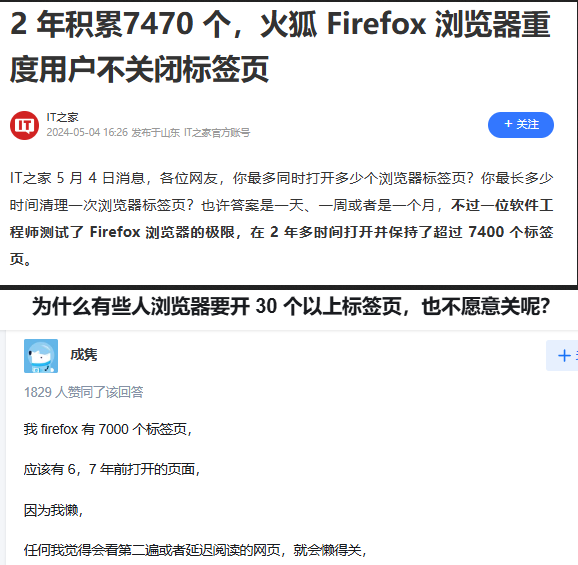 2 年积累7470 个，火狐 Firefox 浏览器重
度用户不关闭标签页
IT之家
2024-05-04 16:26 发布于山东 IT之家官方账号
+ 关注
IT之家 5 月 4 日消息，各位网友，你最多同时打开多少个浏览器标签页？你最长多少
时间清理一次浏览器标签页？也许答案是一天、一周或者是一个月，不过一位软件工
程师测试了 Firefox 浏览器的极限，在 2 年多时间打开并保持了超过 7400 个标签
页。
为什么有些人浏览器要开 30 个以上标签页，也不愿意关呢？
成隽
1829 人赞同了该回答
我 firefox 有 7000 个标签页，
应该有 6，7 年前打开的页面，
因为我懒，
任何我觉得会看第二遍或者延迟阅读的网页，就会懒得关，